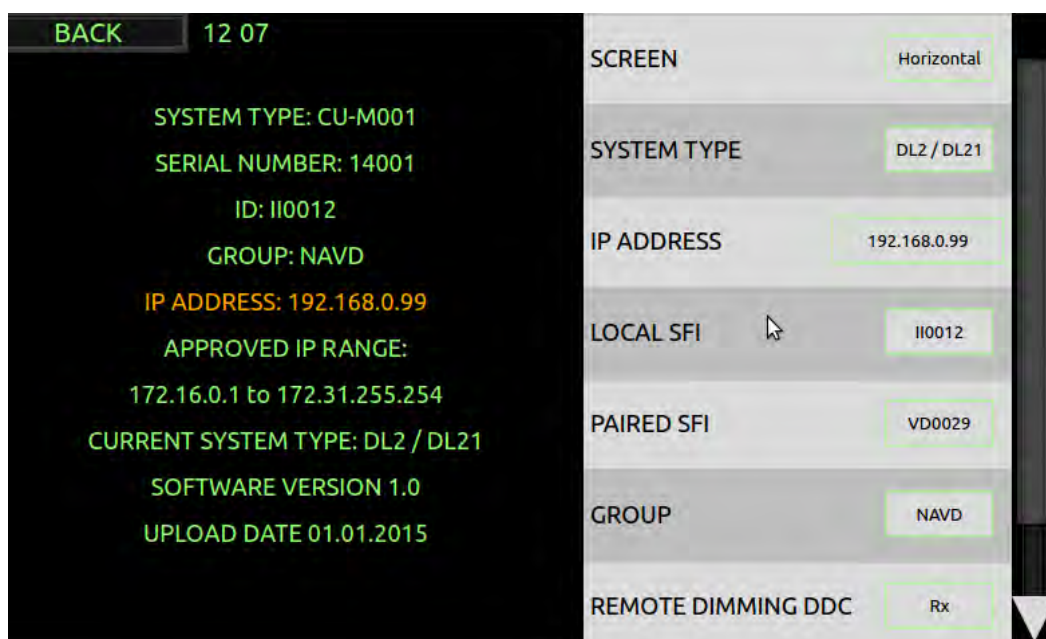 BACK 12 07
SYSTEM TYPE: CU-M001
SERIAL NUMBER: 14001
ID: II0012
GROUP: NAVD
IP ADDRESS: 192.168.0.99
APPROVED IP RANGE:
172.16.0.1 to 172.31.255.254
CURRENT SYSTEM TYPE: DL2 / DL21
SOFTWARE VERSION 1.0
UPLOAD DATE 01.01.2015
SCREEN Horizontal
SYSTEM TYPE DL2 / DL21
IP ADDRESS 192.168.0.99
LOCAL SFI II0012
PAIRED SFI VD0029
GROUP NAVD
REMOTE DIMMING DDC Rx